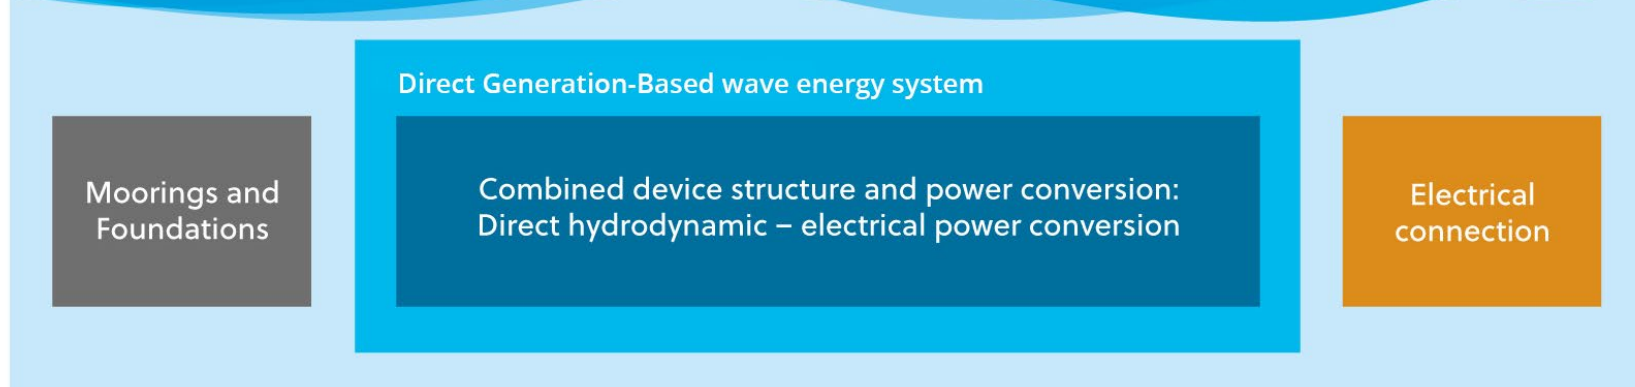 Direct Generation-Based wave energy system
Moorings and
Foundations
Combined device structure and power conversion:
Direct hydrodynamic – electrical power conversion
Electrical
connection